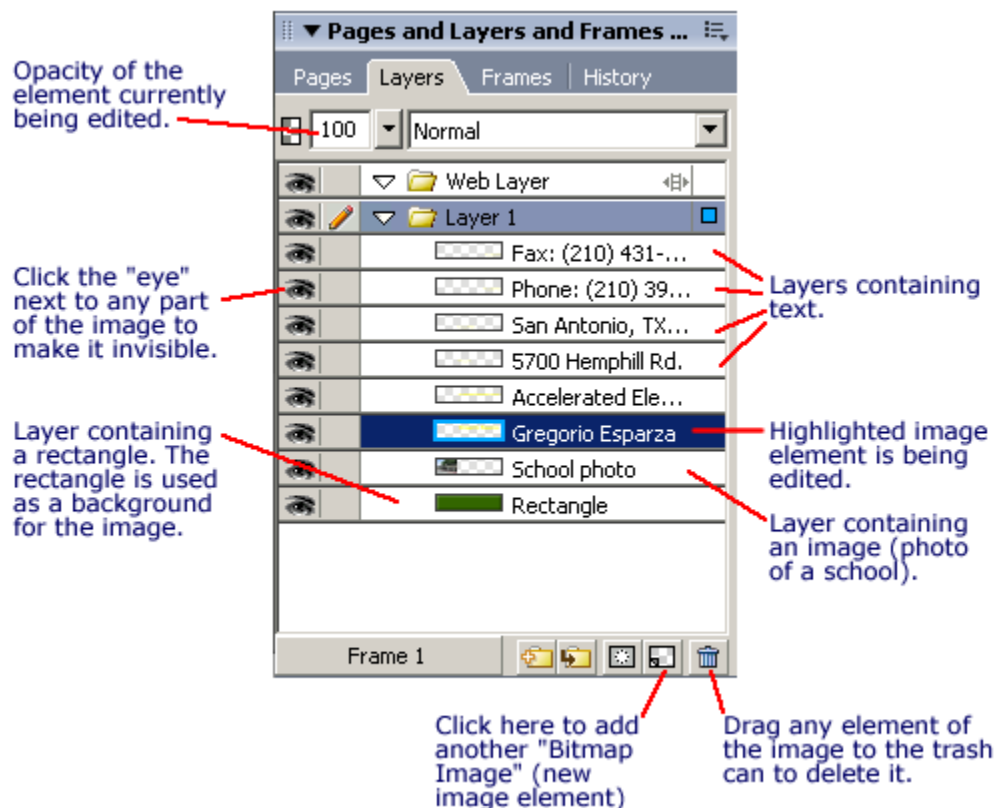 Pages and Layers and Frames ...
Pages Layers Frames History
Opacity of the
element currently
being edited.
100 Normal
Web Layer
Layer 1
Fax: (210) 431-...
Phone: (210) 39...
San Antonio, TX...
5700 Hemphill Rd.
Accelerated Ele...
Gregorio Esparza
School photo
Rectangle
Click the "eye"
next to any part
of the image to
make it invisible.
Layers containing
text.
Layer containing
a rectangle. The
rectangle is used
as a background
for the image.
Highlighted image
element is being
edited.
Layer containing
an image (photo
of a school).
Frame 1
Click here to add
another "Bitmap
Image" (new
image element)
Drag any element of
the image to the trash
can to delete it.